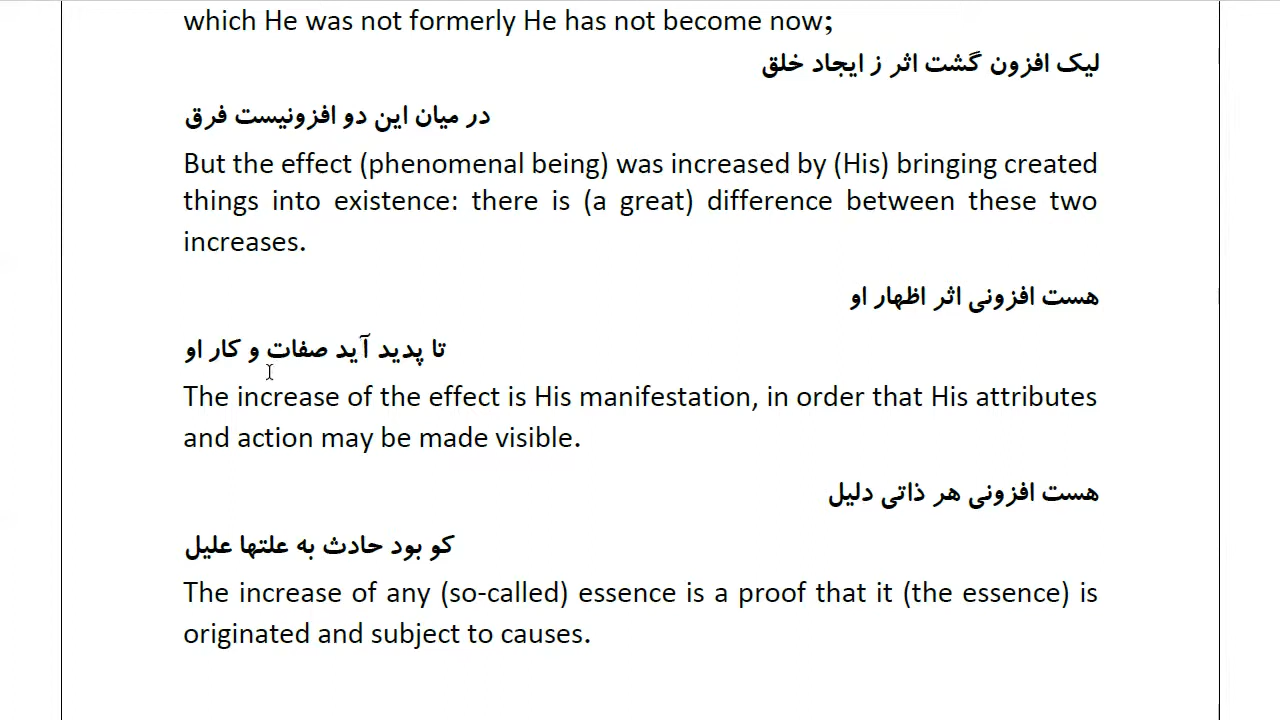 which He was not formerly He has not become now;
لیک افزون گشت اثر ز ایجاد خلق
در میان این دو افزونیست فرق
But the effect (phenomenal being) was increased by (His) bringing created
things into existence: there is (a great) difference between these two
increases.
هست افزونی اثر اظهار او
تا پدید آید صفات و کار او
The increase of the effect is His manifestation, in order that His attributes
and action may be made visible.
هست افزونی هر ذاتی دلیل
کو بود حادث به علتها علیل
The increase of any (so-called) essence is a proof that it (the essence) is
originated and subject to causes.